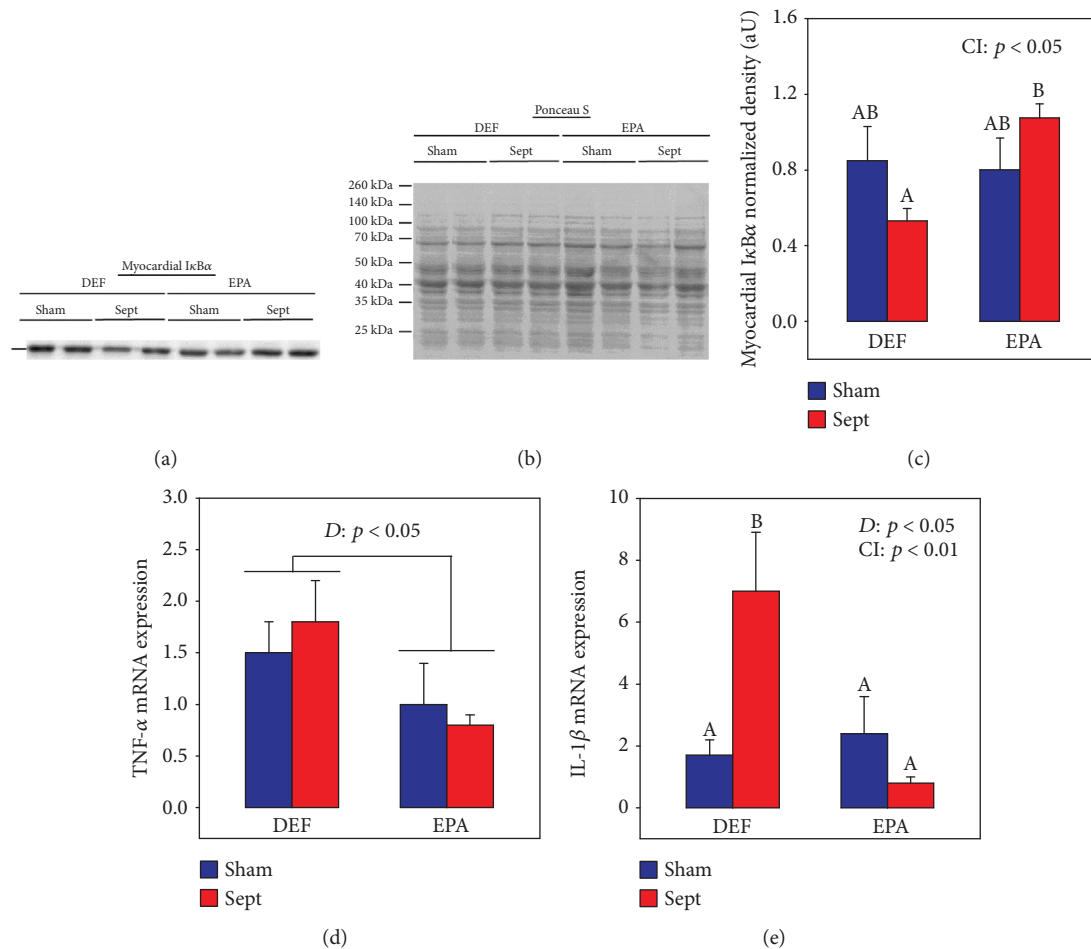 Myocardial IκBα
DEF EPA
Sham Sept Sham Sept
(a)
Ponceau S
DEF EPA
Sham Sept Sham Sept
260 kDa
140 kDa
100 kDa
70 kDa
50 kDa
40 kDa
35 kDa
25 kDa
(b)
Myocardial IκBα normalized density (aU)
1.6
1.2
0.8
0.4
0.0
CI: p < 0.05
AB
A
AB
B
DEF EPA
Sham
Sept
(c)
TNF-α mRNA expression
3.0
2.5
2.0
1.5
1.0
0.5
0.0
D: p < 0.05
DEF EPA
Sham
Sept
(d)
IL-1β mRNA expression
10
8
6
4
2
0
D: p < 0.05
CI: p < 0.01
A
B
A
A
DEF EPA
Sham
Sept
(e)